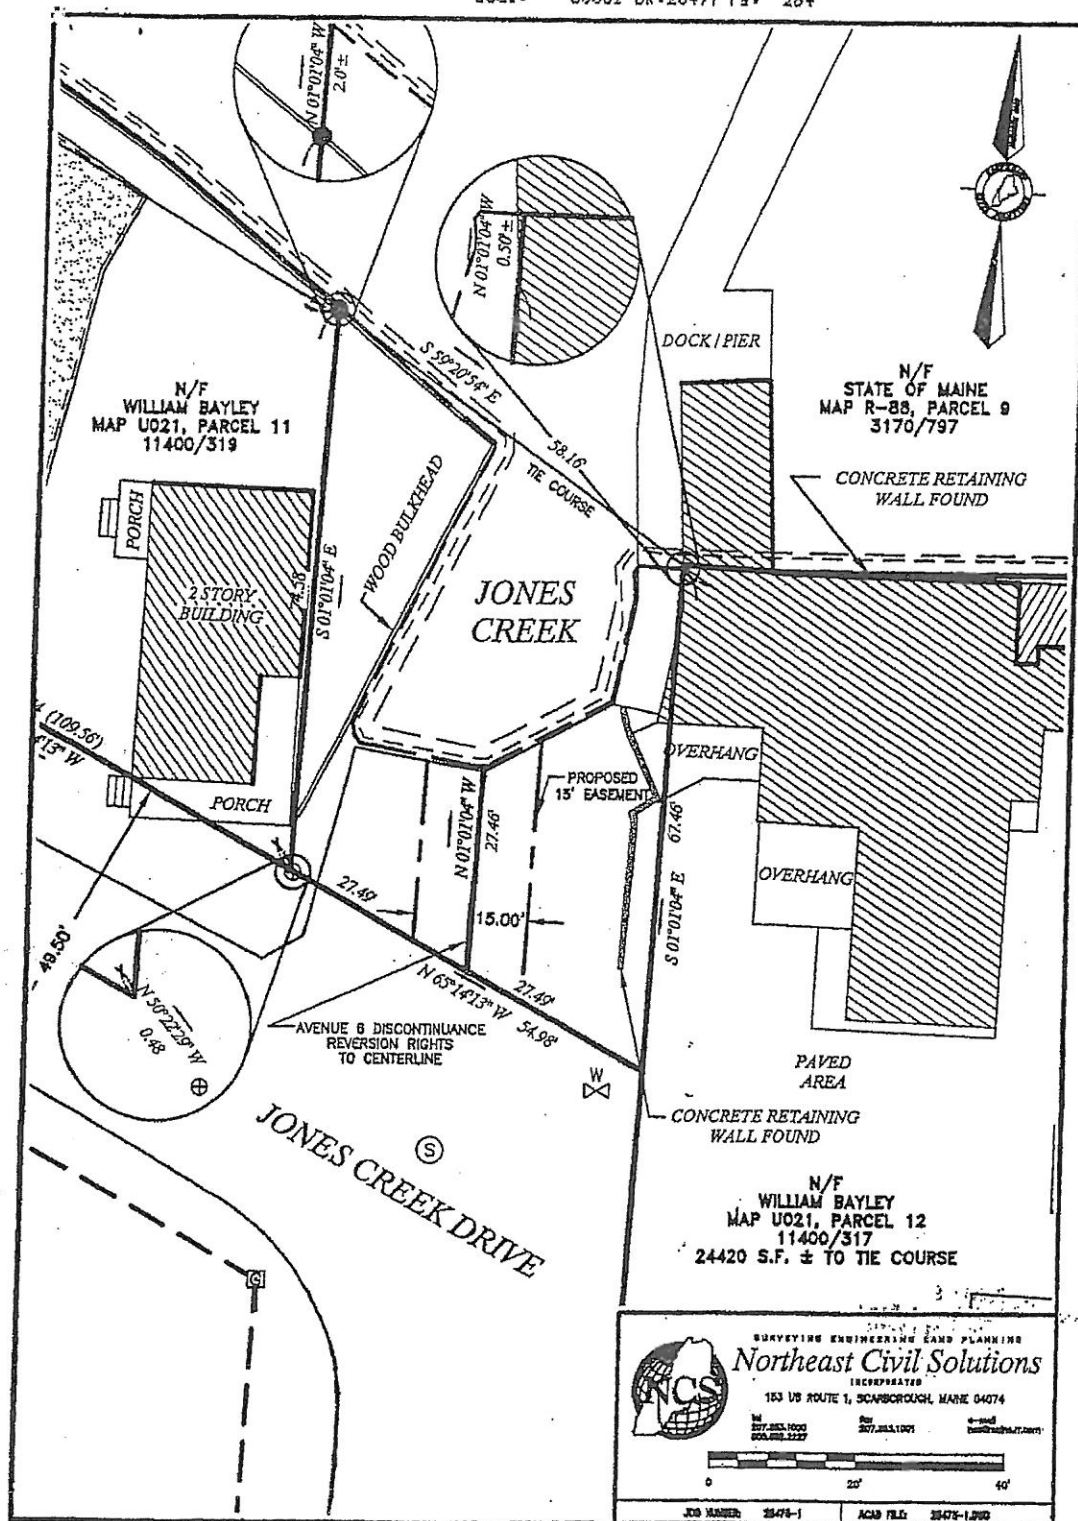 N 01°01'04" W
2.0'±
N 01°01'04" W
0.50'±
DOCK / PIER
N/F
STATE OF MAINE
MAP R-88, PARCEL 9
3170/797
CONCRETE RETAINING
WALL FOUND
N/F
WILLIAM BAYLEY
MAP U021, PARCEL 11
11400/319
S 59°20'54" E
58.16'
TIE COURSE
PORCH
2 STORY
BUILDING
74.58'
S 01°01'04" E
WOOD BULKHEAD
JONES
CREEK
(109.56')
OVERHANG
PROPOSED
15' EASEMENT
PORCH
N 01°01'04" W
27.46'
S 01°01'04" E 67.46'
OVERHANG
27.49'
15.00'
49.50'
N 65°14'13" W 54.98'
27.49'
N 50°22'29" W
0.48
AVENUE 6 DISCONTINUANCE
REVERSION RIGHTS
TO CENTERLINE
W
PAVED
AREA
CONCRETE RETAINING
WALL FOUND
S
JONES CREEK DRIVE
N/F
WILLIAM BAYLEY
MAP U021, PARCEL 12
11400/317
24420 S.F. ± TO TIE COURSE
SURVEYING ENGINEERING LAND PLANNING
NCS
Northeast Civil Solutions
INCORPORATED
153 US ROUTE 1, SCARBOROUGH, MAINE 04074
0 20' 40'
JOB NUMBER:
ACAD FILE: